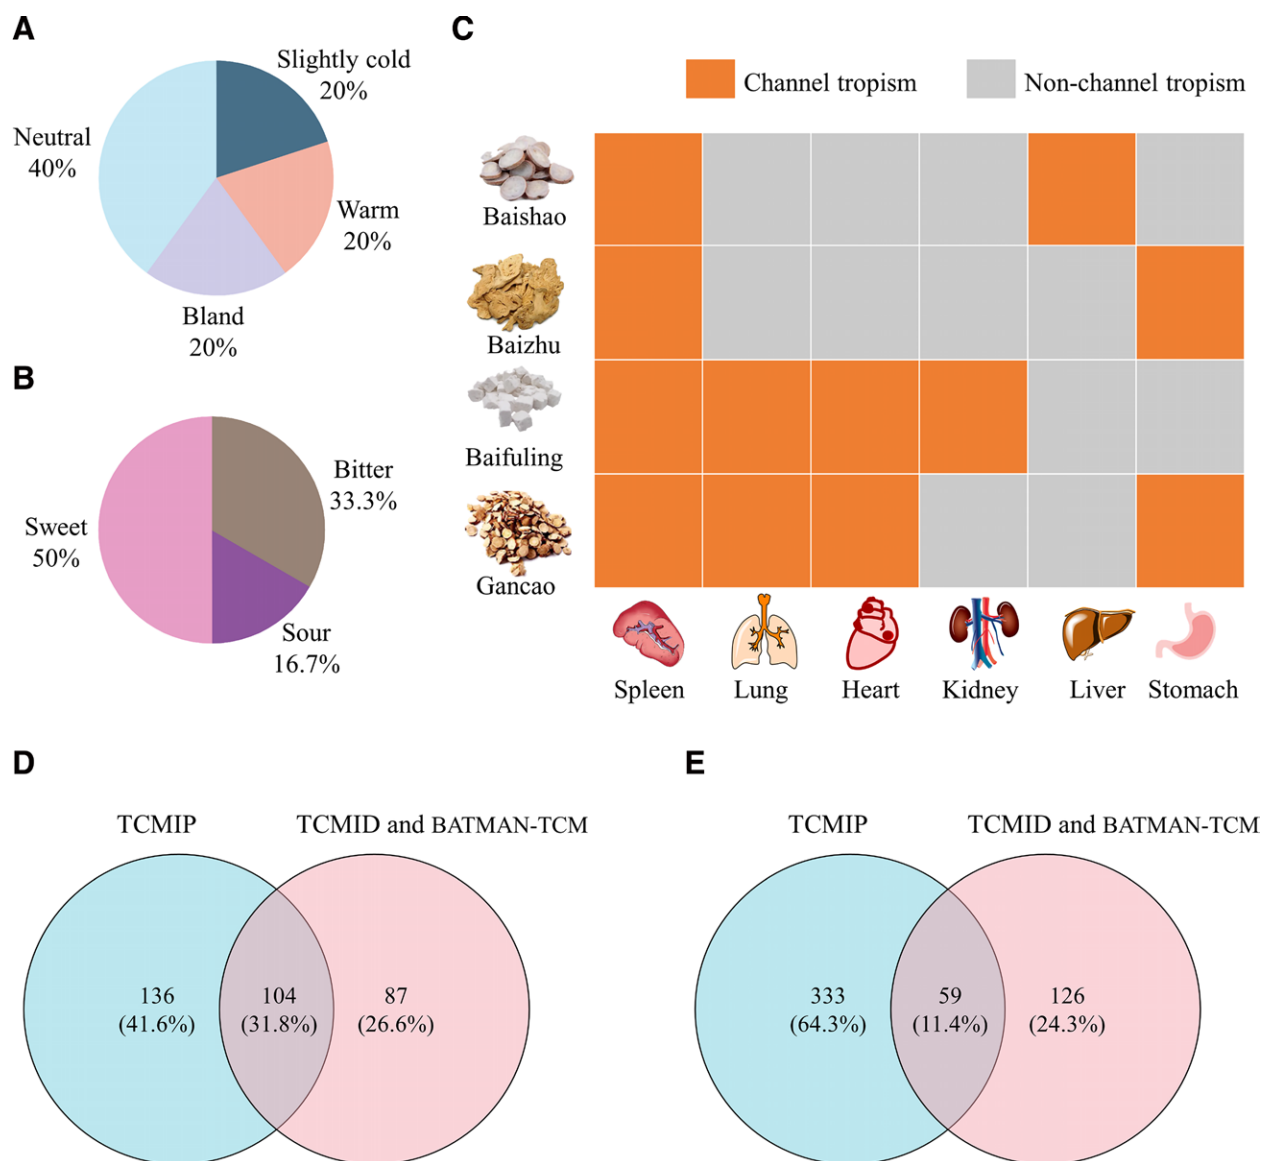 A
Slightly cold
20%
Neutral
40%
Warm
20%
Bland
20%
B
Bitter
33.3%
Sweet
50%
Sour
16.7%
C
Channel tropism
Non-channel tropism
Baishao
Baizhu
Baifuling
Gancao
Spleen
Lung
Heart
Kidney
Liver
Stomach
D
TCMIP
TCMID and BATMAN-TCM
136
(41.6%)
104
(31.8%)
87
(26.6%)
E
TCMIP
TCMID and BATMAN-TCM
333
(64.3%)
59
(11.4%)
126
(24.3%)